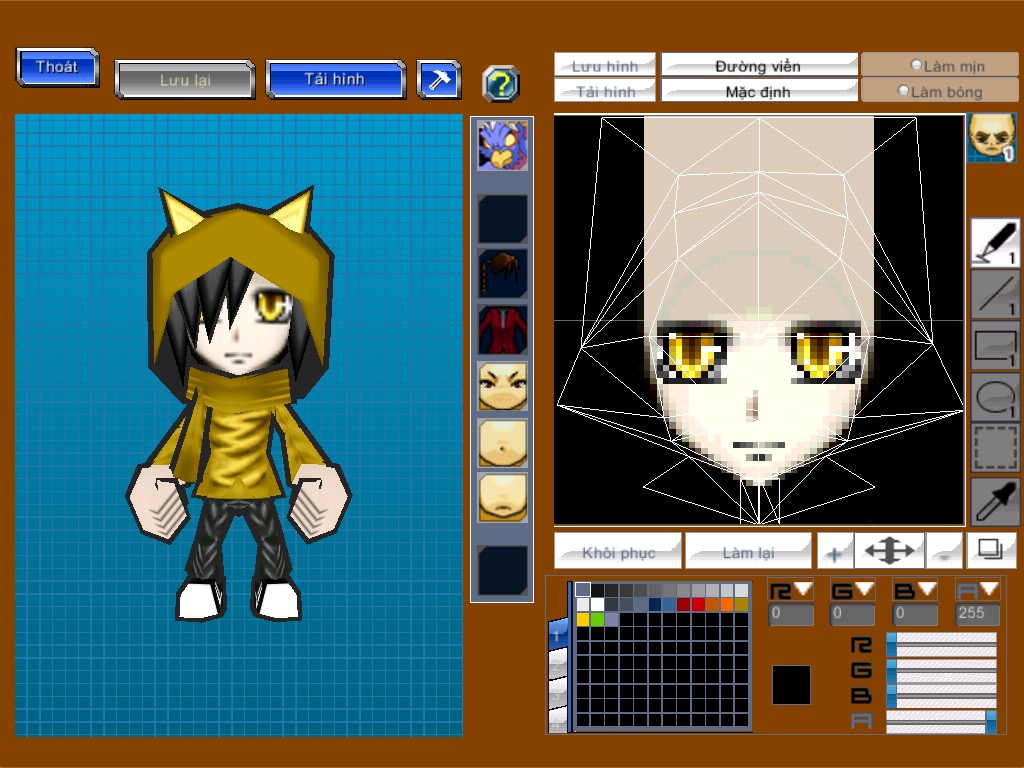 Thoát
Lưu lại
Tải hình
?
Lưu hình
Đường viền
Làm mịn
Tải hình
Mặc định
Làm bóng
1
1
1
1
1
Khôi phục
Làm lại
+
-
R G B A
0 0 0 255
1
R
G
B
A